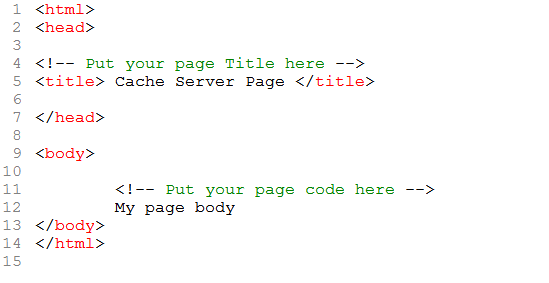 1 <html>
2 <head>
3
4 <!-- Put your page Title here -->
5 <title> Cache Server Page </title>
6
7 </head>
8
9 <body>
10
11 <!-- Put your page code here -->
12 My page body
13 </body>
14 </html>
15